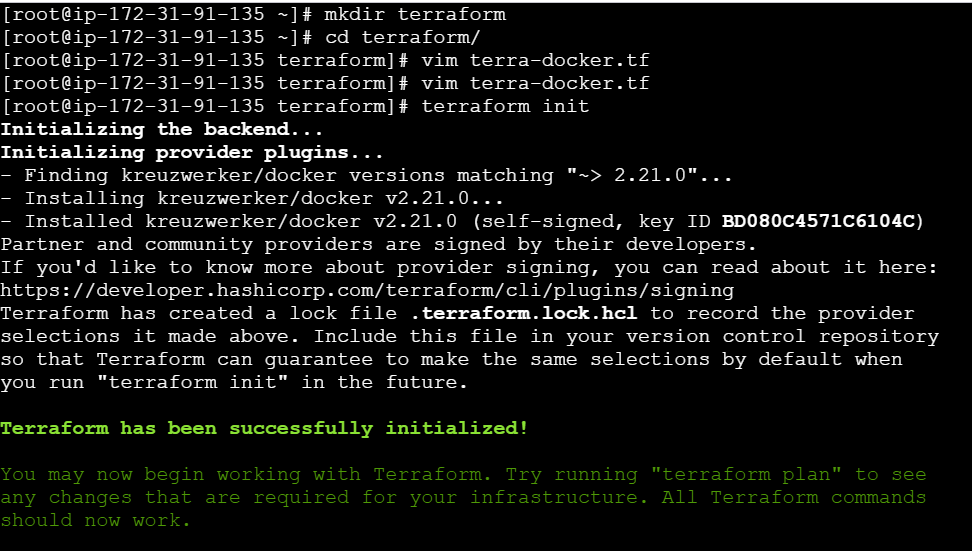 [root@ip-172-31-91-135 ~]# mkdir terraform
[root@ip-172-31-91-135 ~]# cd terraform/
[root@ip-172-31-91-135 terraform]# vim terra-docker.tf
[root@ip-172-31-91-135 terraform]# vim terra-docker.tf
[root@ip-172-31-91-135 terraform]# terraform init
Initializing the backend...
Initializing provider plugins...
- Finding kreuzwerker/docker versions matching "~> 2.21.0"...
- Installing kreuzwerker/docker v2.21.0...
- Installed kreuzwerker/docker v2.21.0 (self-signed, key ID BD080C4571C6104C)
Partner and community providers are signed by their developers.
If you'd like to know more about provider signing, you can read about it here:
https://developer.hashicorp.com/terraform/cli/plugins/signing
Terraform has created a lock file .terraform.lock.hcl to record the provider
selections it made above. Include this file in your version control repository
so that Terraform can guarantee to make the same selections by default when
you run "terraform init" in the future.
Terraform has been successfully initialized!
You may now begin working with Terraform. Try running "terraform plan" to see
any changes that are required for your infrastructure. All Terraform commands
should now work.